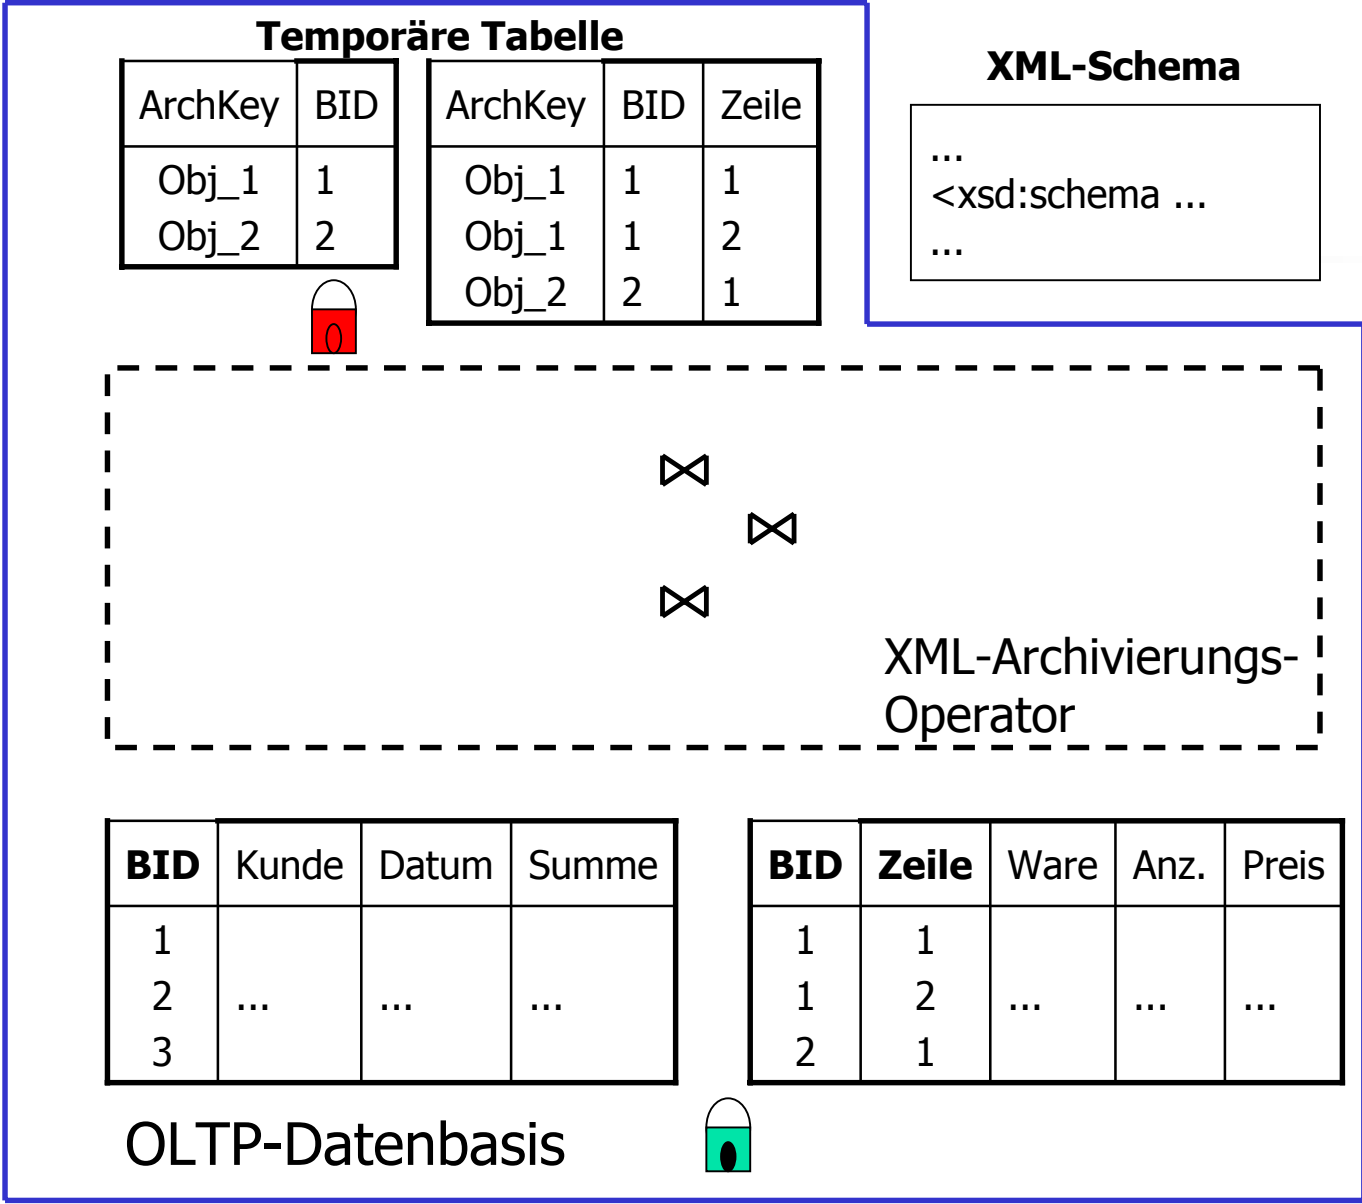 Temporäre Tabelle
ArchKey BID
Obj_1 1
Obj_2 2
ArchKey BID Zeile
Obj_1 1 1
Obj_1 1 2
Obj_2 2 1
XML-Schema
...
<xsd:schema ...
...
XML-Archivierungs-
Operator
BID Kunde Datum Summe
1
2 ... ... ...
3
BID Zeile Ware Anz. Preis
1 1
1 2 ... ... ...
2 1
OLTP-Datenbasis